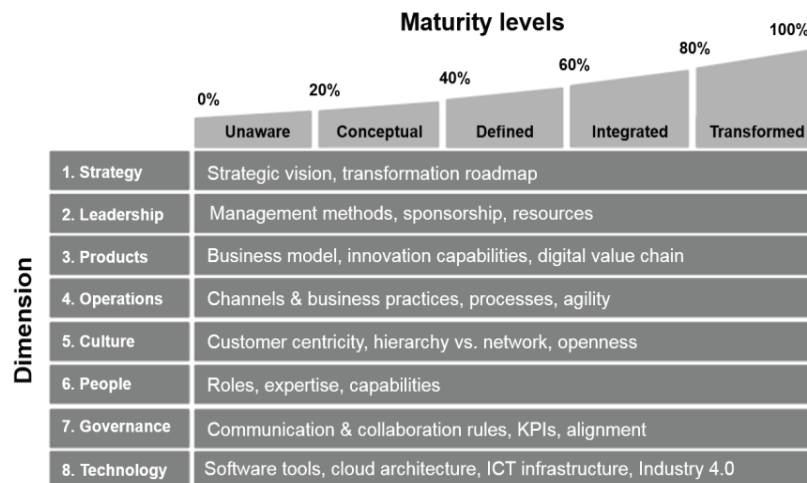 Maturity levels
0%
20%
40%
60%
80%
100%
Unaware
Conceptual
Defined
Integrated
Transformed
Dimension
1. Strategy
Strategic vision, transformation roadmap
2. Leadership
Management methods, sponsorship, resources
3. Products
Business model, innovation capabilities, digital value chain
4. Operations
Channels & business practices, processes, agility
5. Culture
Customer centricity, hierarchy vs. network, openness
6. People
Roles, expertise, capabilities
7. Governance
Communication & collaboration rules, KPIs, alignment
8. Technology
Software tools, cloud architecture, ICT infrastructure, Industry 4.0